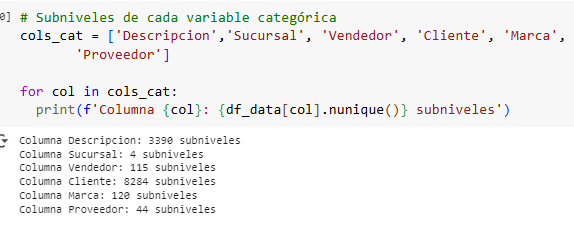 0] # Subniveles de cada variable categórica
cols_cat = ['Descripcion','Sucursal', 'Vendedor', 'Cliente', 'Marca',
'Proveedor']
for col in cols_cat:
print(f'Columna {col}: {df_data[col].nunique()} subniveles')
Columna Descripcion: 3390 subniveles
Columna Sucursal: 4 subniveles
Columna Vendedor: 115 subniveles
Columna Cliente: 8284 subniveles
Columna Marca: 120 subniveles
Columna Proveedor: 44 subniveles